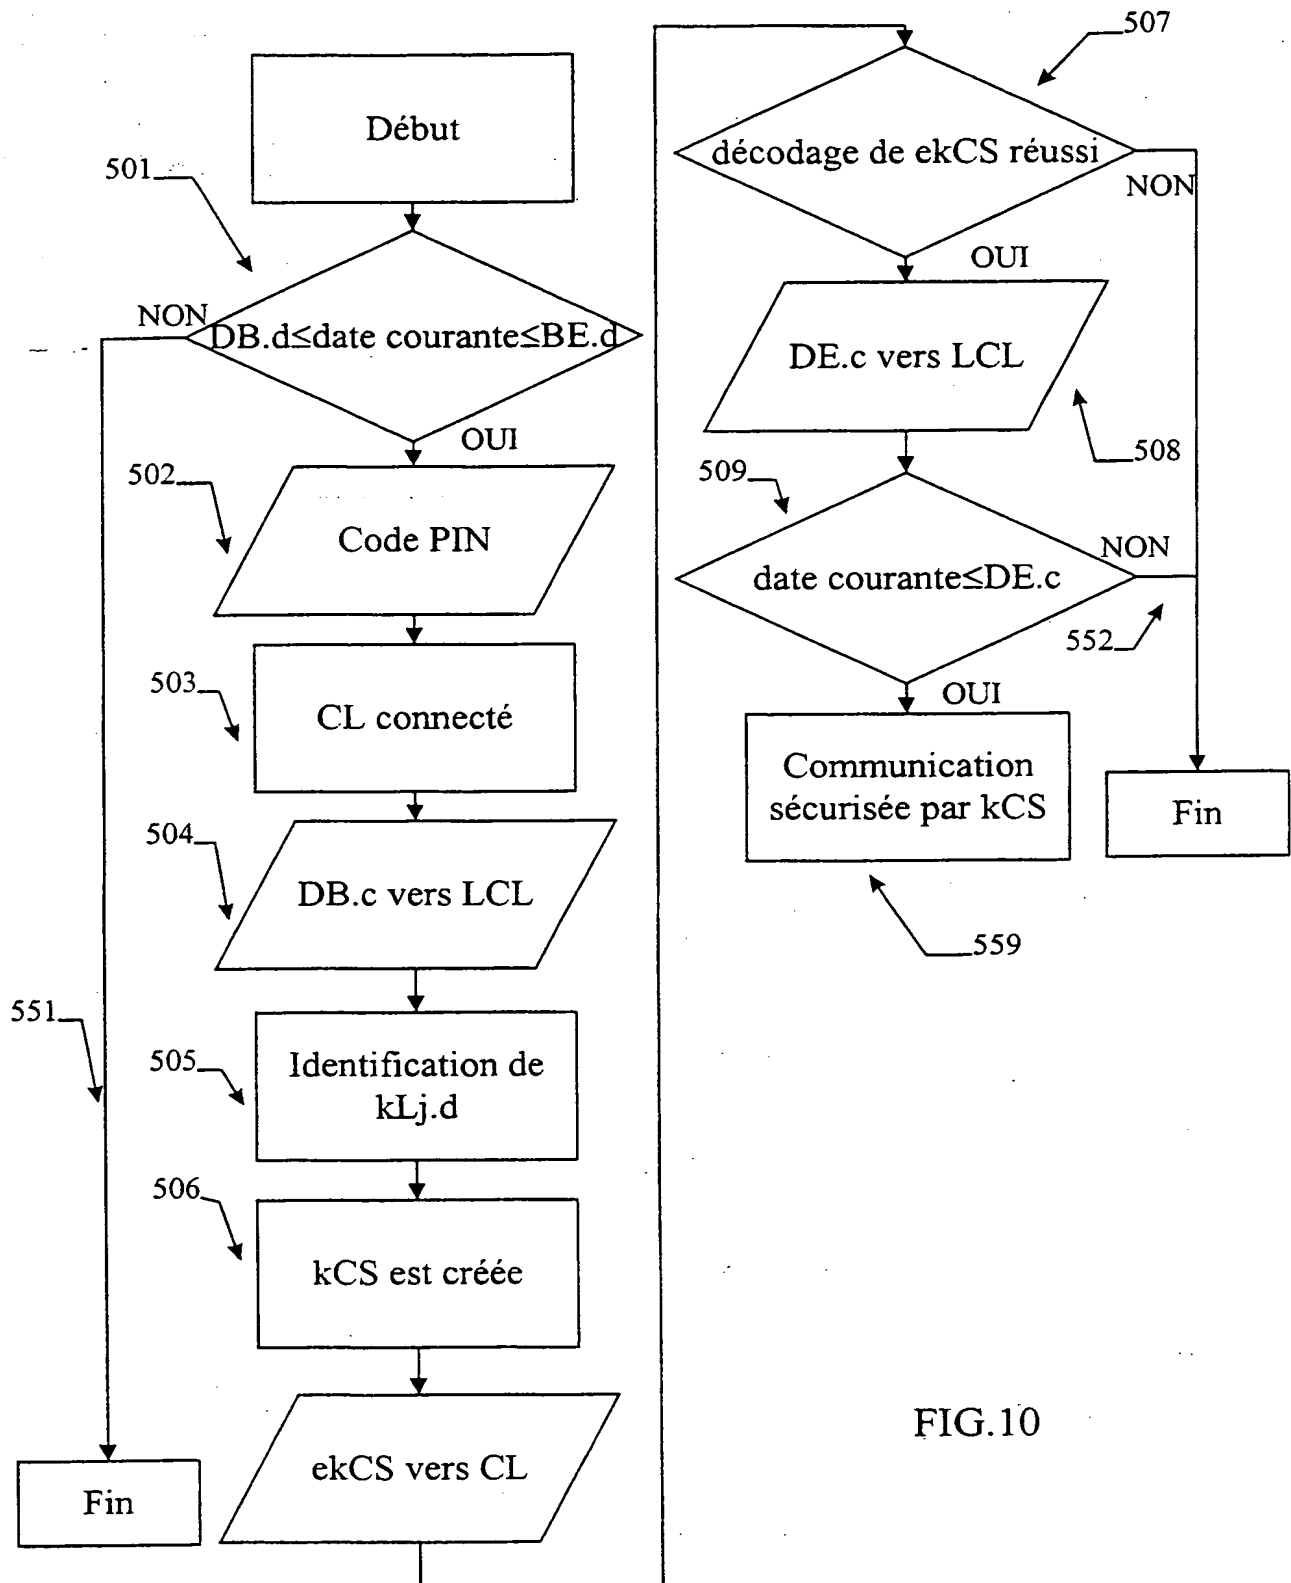 Début
501
NON
DB.d≤date courante≤BE.d
OUI
502
Code PIN
503
CL connecté
504
DB.c vers LCL
551
505
Identification de
kLj.d
506
kCS est créée
ekCS vers CL
Fin
507
décodage de ekCS réussi
NON
OUI
DE.c vers LCL
508
509
NON
date courante≤DE.c
552
OUI
Communication
sécurisée par kCS
Fin
559
FIG.10